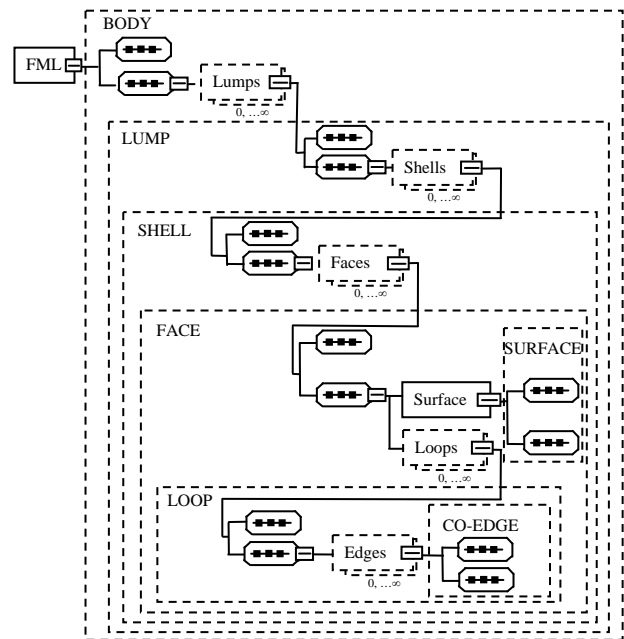 BODY
FML
Lumps
0, ...∞
LUMP
Shells
0, ...∞
SHELL
Faces
0, ...∞
FACE
SURFACE
Surface
Loops
0, ...∞
LOOP
CO-EDGE
Edges
0, ...∞